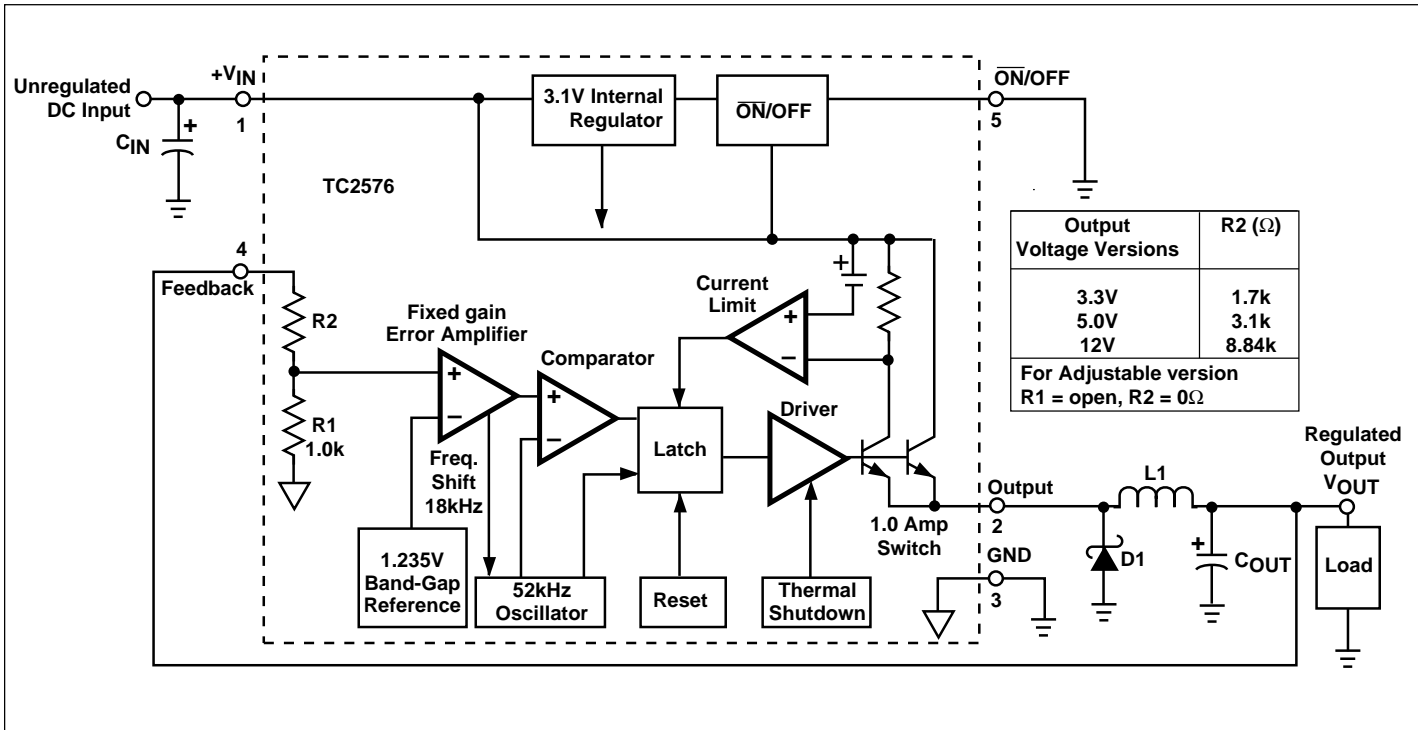 Unregulated
DC Input
+VIN
1
CIN
+
TC2576
3.1V Internal
Regulator
ON/OFF
ON/OFF
5
4
Feedback
R2
R1
1.0k
Fixed gain
Error Amplifier
+
−
Freq.
Shift
18kHz
1.235V
Band-Gap
Reference
Comparator
+
−
52kHz
Oscillator
Current
Limit
+
−
+
Latch
Reset
Driver
Thermal
Shutdown
1.0 Amp
Switch
Output
2
GND
3
Output
Voltage Versions
R2 (Ω)
3.3V 1.7k
5.0V 3.1k
12V 8.84k
For Adjustable version
R1 = open, R2 = 0Ω
L1
D1
+
COUT
Regulated
Output
VOUT
Load